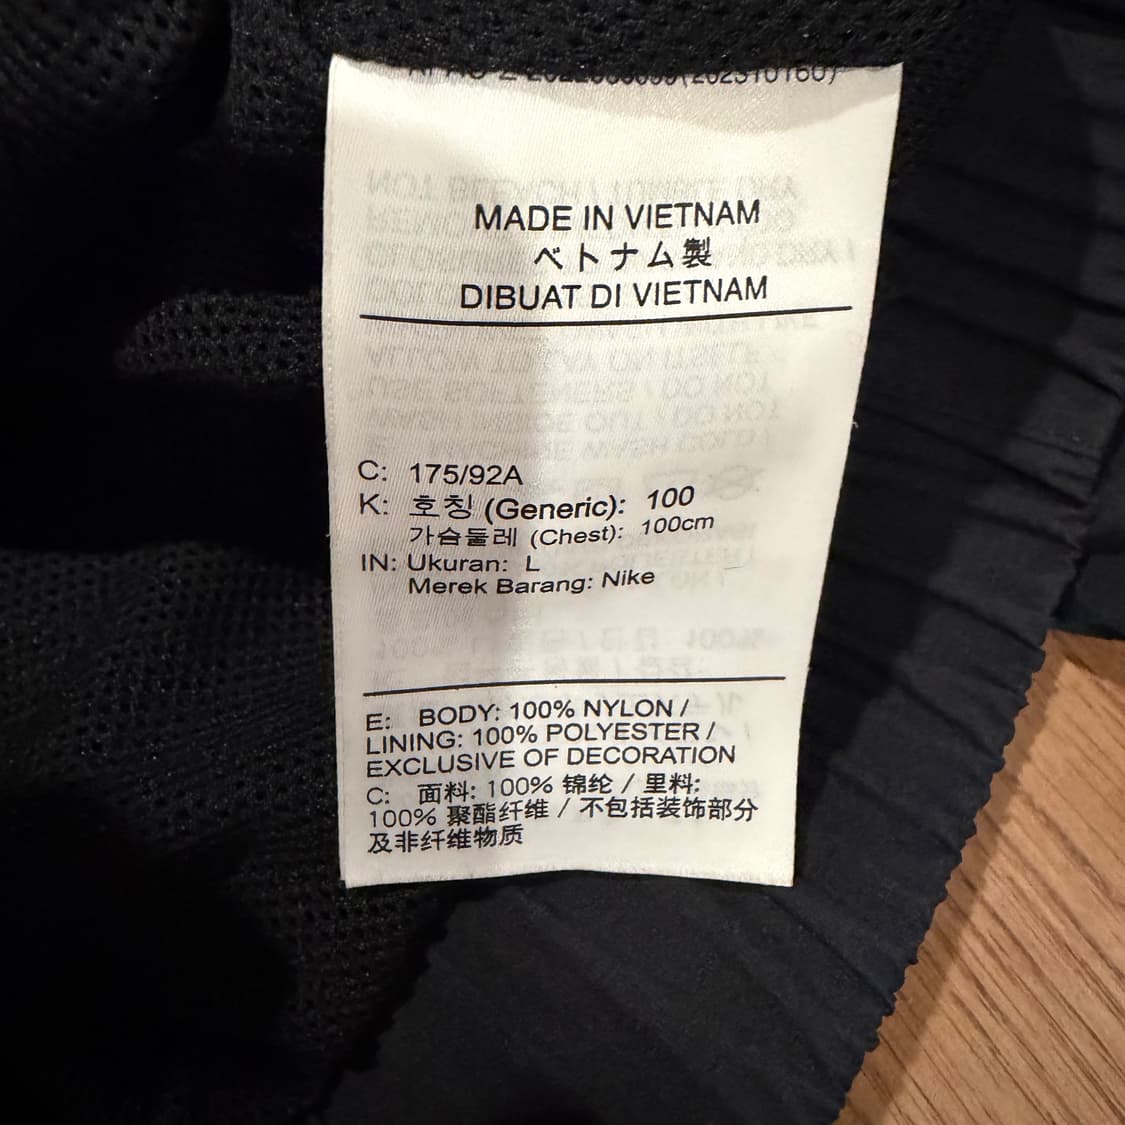 MADE IN VIETNAM
ベトナム製
DIBUAT DI VIETNAM
C: 175/92A
K: 호칭 (Generic): 100
가슴둘레 (Chest): 100cm
IN: Ukuran: L
Merek Barang: Nike
E: BODY: 100% NYLON /
LINING: 100% POLYESTER /
EXCLUSIVE OF DECORATION
C: 面料: 100% 锦纶 / 里料:
100% 聚酯纤维 / 不包括装饰部分
及非纤维物质